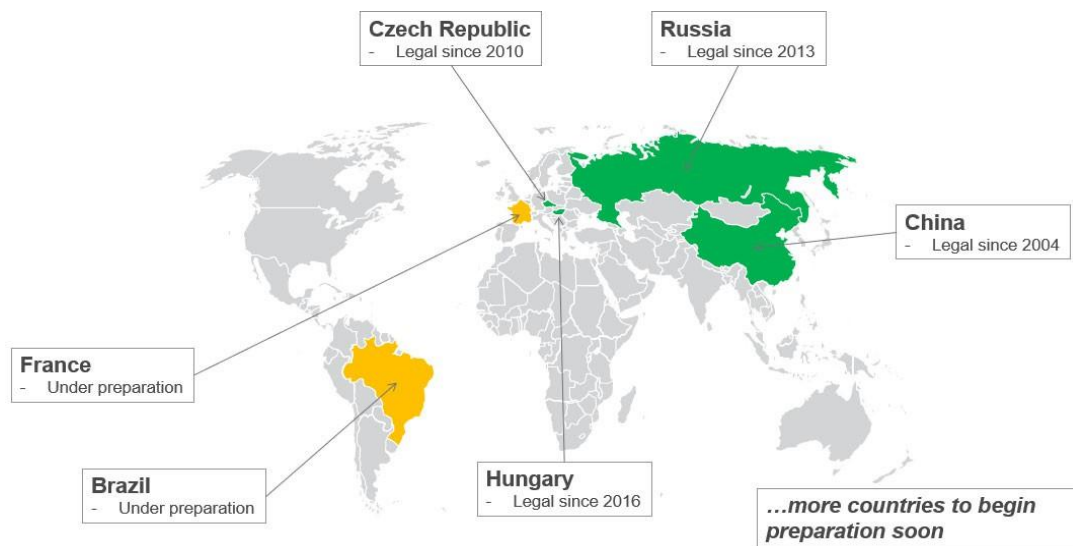 Czech Republic
- Legal since 2010
Russia
- Legal since 2013
China
- Legal since 2004
France
- Under preparation
Brazil
- Under preparation
Hungary
- Legal since 2016
…more countries to begin
preparation soon